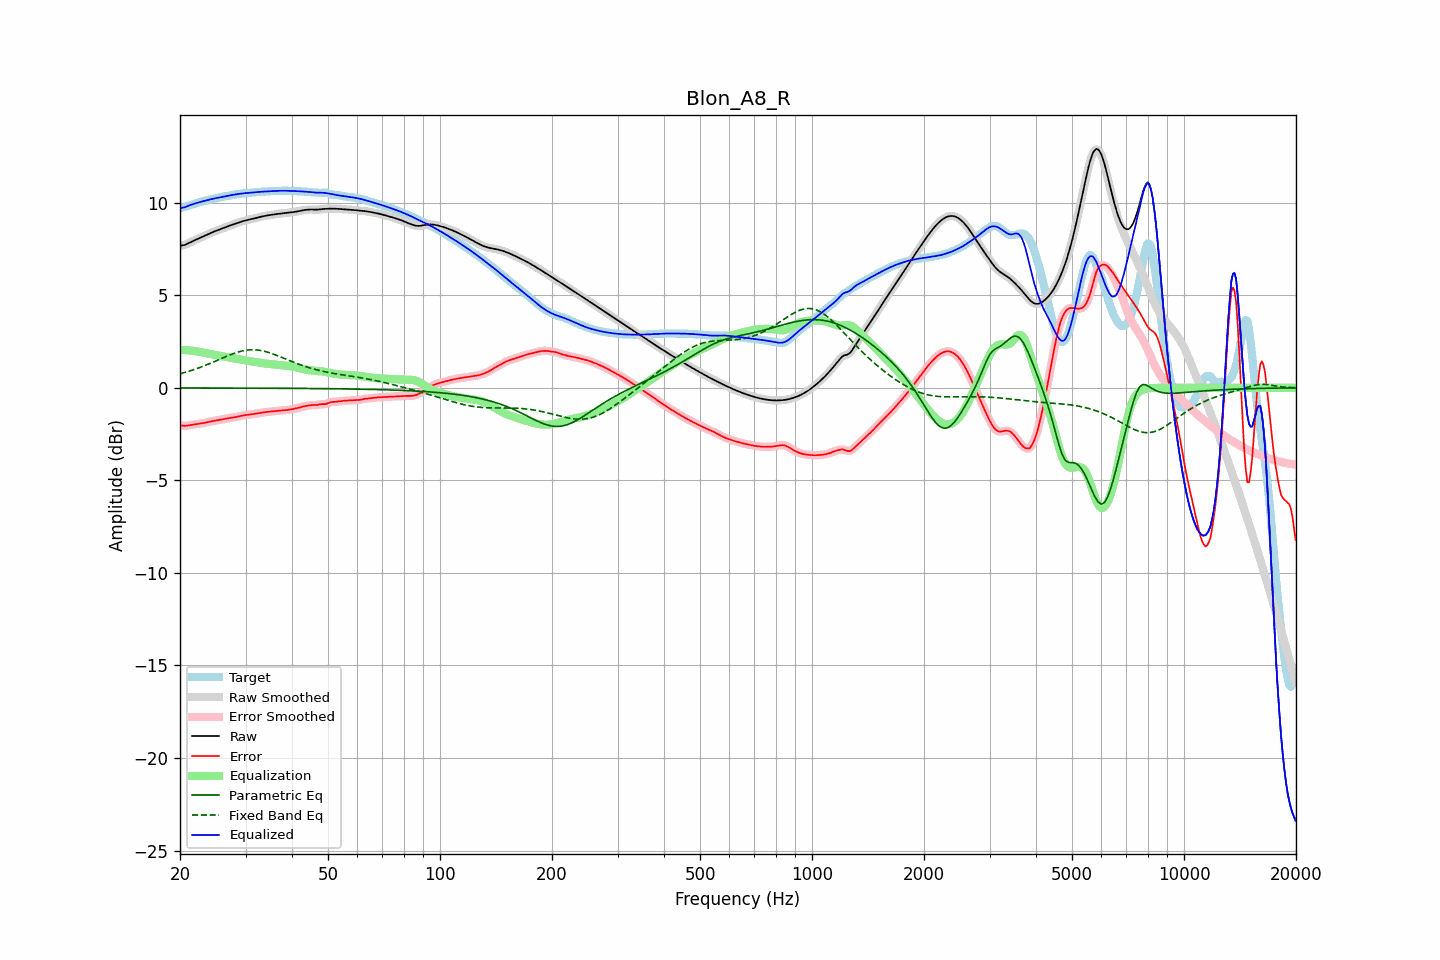 Blon_A8_R
Amplitude (dBr)
10
5
0
−5
−10
−15
−20
−25
Target
Raw Smoothed
Error Smoothed
Raw
Error
Equalization
Parametric Eq
Fixed Band Eq
Equalized
20 50 100 200 500 1000 2000 5000 10000 20000
Frequency (Hz)